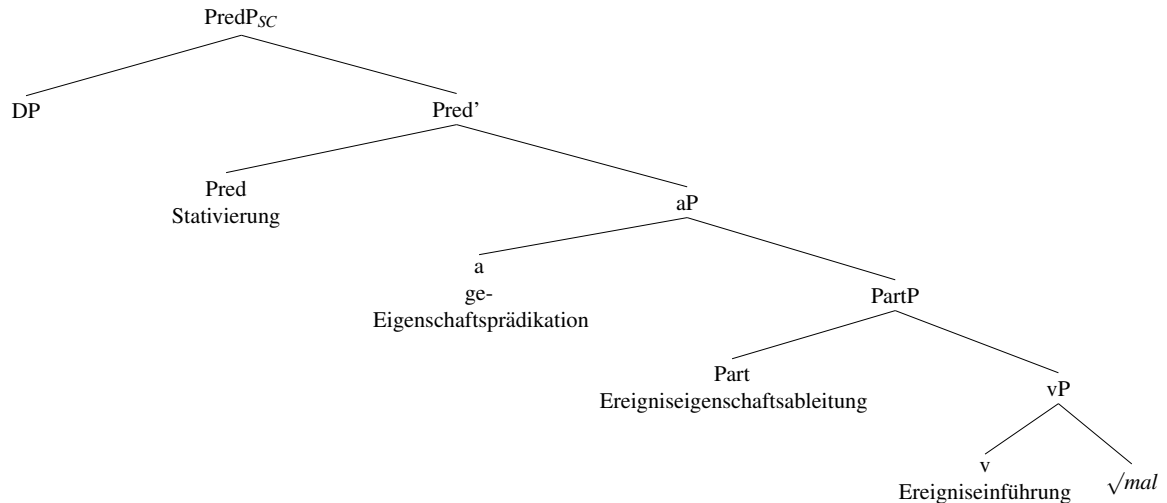 PredP_SC
DP
Pred’
Pred
Stativierung
aP
a
ge-
Eigenschaftsprädikation
PartP
Part
Ereigniseigenschaftsableitung
vP
v
Ereigniseinführung
√mal